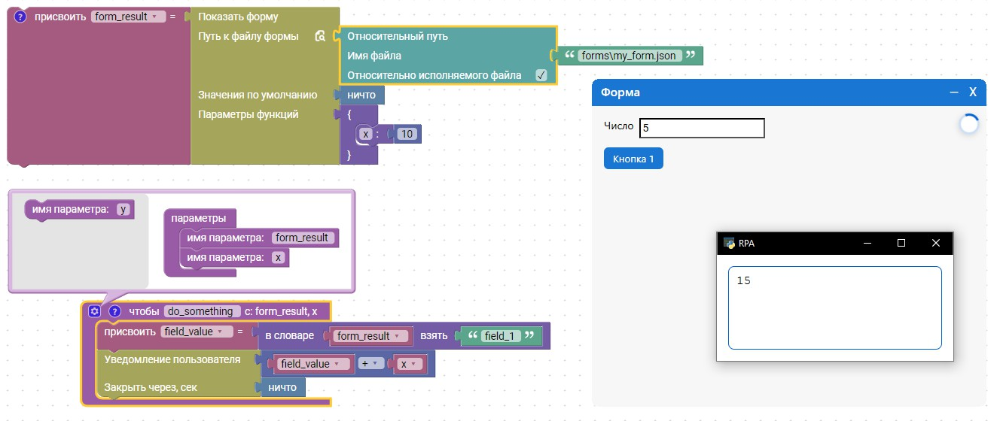 присвоить form_result = Показать форму
Путь к файлу формы Относительный путь
Имя файла “ forms\my_form.json ”
Относительно исполняемого файла ✓
Значения по умолчанию ничто
Параметры функций {
x : 10
}
Форма – X
Число 5
Кнопка 1
имя параметра: y
параметры
имя параметра: form_result
имя параметра: x
RPA
15
? чтобы do_something с: form_result, x
присвоить field_value = в словаре form_result взять “ field_1 ”
Уведомление пользователя field_value + x
Закрыть через, сек ничто